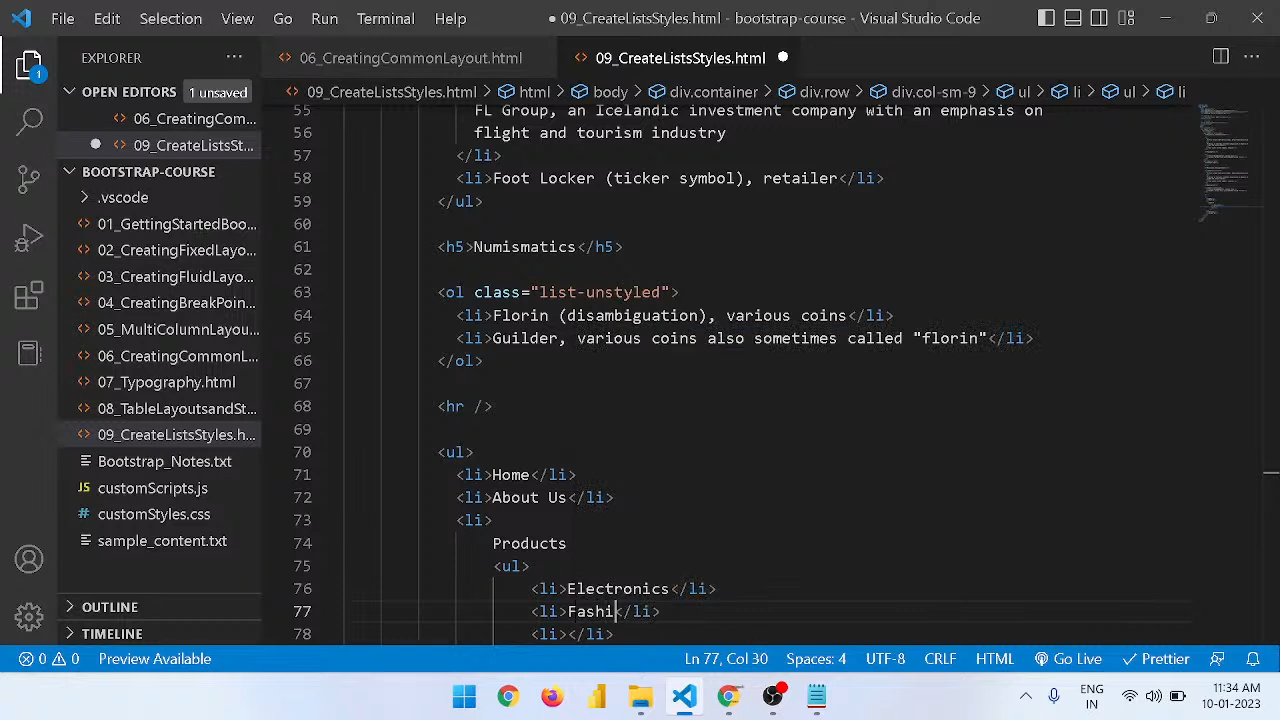 File Edit Selection View Go Run Terminal Help
● 09_CreateListsStyles.html - bootstrap-course - Visual Studio Code
EXPLORER
06_CreatingCommonLayout.html
09_CreateListsStyles.html
OPEN EDITORS 1 unsaved
09_CreateListsStyles.html > html > body > div.container > div.row > div.col-sm-9 > ul > li > ul > li
1
06_CreatingCom...
09_CreateListsSt...
BOOTSTRAP-COURSE
.vscode
01_GettingStartedBoo...
02_CreatingFixedLayo...
03_CreatingFluidLayo...
04_CreatingBreakPoin...
05_MultiColumnLayou...
06_CreatingCommonL...
07_Typography.html
08_TableLayoutsandSt...
09_CreateListsStyles.h...
Bootstrap_Notes.txt
JS customScripts.js
# customStyles.css
sample_content.txt
OUTLINE
TIMELINE
55 FL Group, an Icelandic investment company with an emphasis on
56 flight and tourism industry
57 </li>
58 <li>Foot Locker (ticker symbol), retailer</li>
59 </ul>
60
61 <h5>Numismatics</h5>
62
63 <ol class="list-unstyled">
64 <li>Florin (disambiguation), various coins</li>
65 <li>Guilder, various coins also sometimes called "florin"</li>
66 </ol>
67
68 <hr />
69
70 <ul>
71 <li>Home</li>
72 <li>About Us</li>
73 <li>
74 Products
75 <ul>
76 <li>Electronics</li>
77 <li>Fashi</li>
78 <li></li>
0 0 Preview Available Ln 77, Col 30 Spaces: 4 UTF-8 CRLF HTML Go Live Prettier
ENG
IN
11:34 AM
10-01-2023